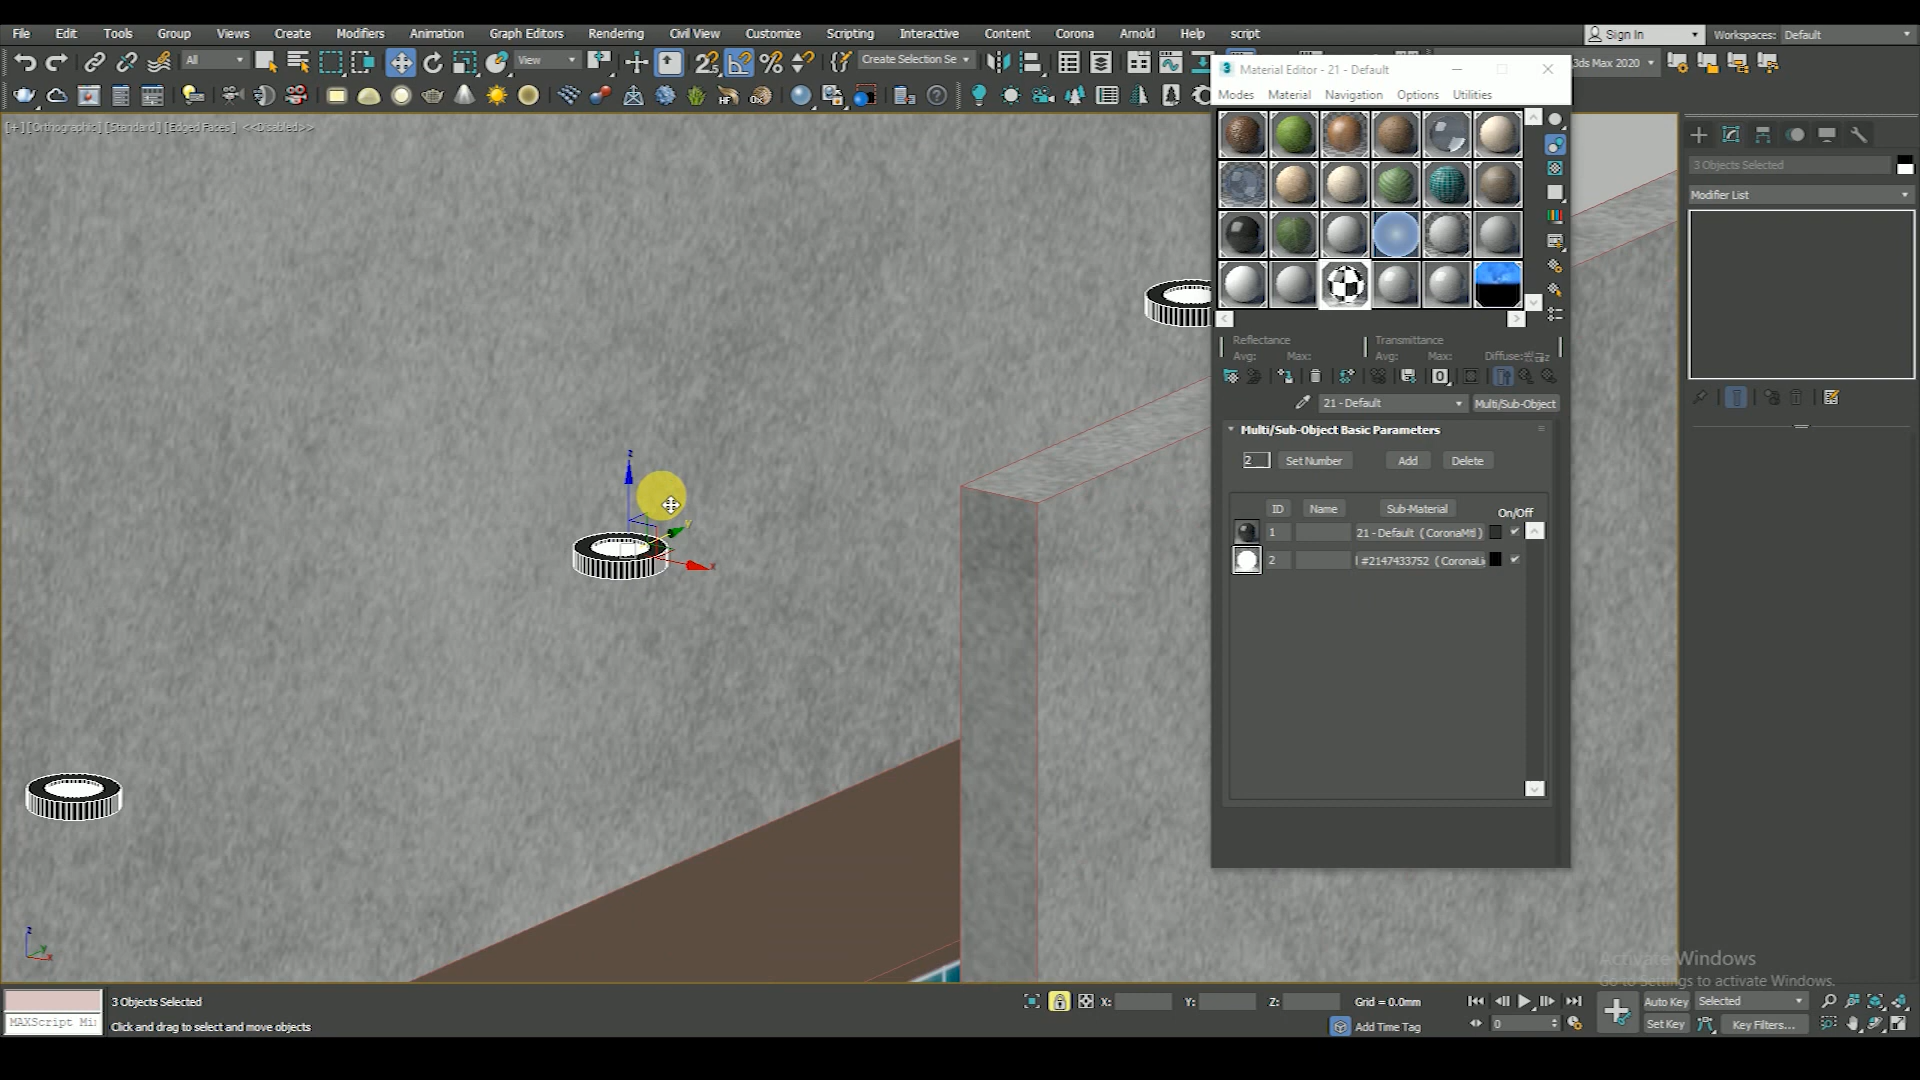 File Edit Tools Group Views Create Modifiers Animation Graph Editors Rendering Civil View Customize Scripting Interactive Content Corona Arnold Help script Sign In Workspaces: Default
All View Create Selection Se 3ds Max 2020
Material Editor - 21 - Default
Modes Material Navigation Options Utilities
[+] [Orthographic] [Standard] [Edged Faces] <<Disabled>>
3 Objects Selected
Modifier List
Reflectance Transmittance
Avg: Max: Avg: Max: Diffuse:
21 - Default Multi/Sub-Object
Multi/Sub-Object Basic Parameters
2 Set Number Add Delete
ID Name Sub-Material On/Off
1 21 - Default ( CoronaMtl )
2 l #2147433752 ( CoronaLi
z
y
x
z
y
x
Activate Windows
Go to Settings to activate Windows.
3 Objects Selected X: Y: Z: Grid = 0.0mm Auto Key Selected
MAXScript Mi Click and drag to select and move objects Add Time Tag 0 Set Key Key Filters...